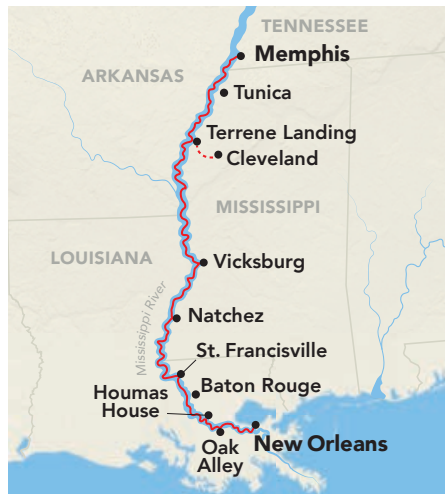 TENNESSEE
Memphis
ARKANSAS
Tunica
Terrene Landing
Cleveland
MISSISSIPPI
LOUISIANA
Vicksburg
Mississippi River
Natchez
St. Francisville
Baton Rouge
Houmas
House
Oak
Alley
New Orleans